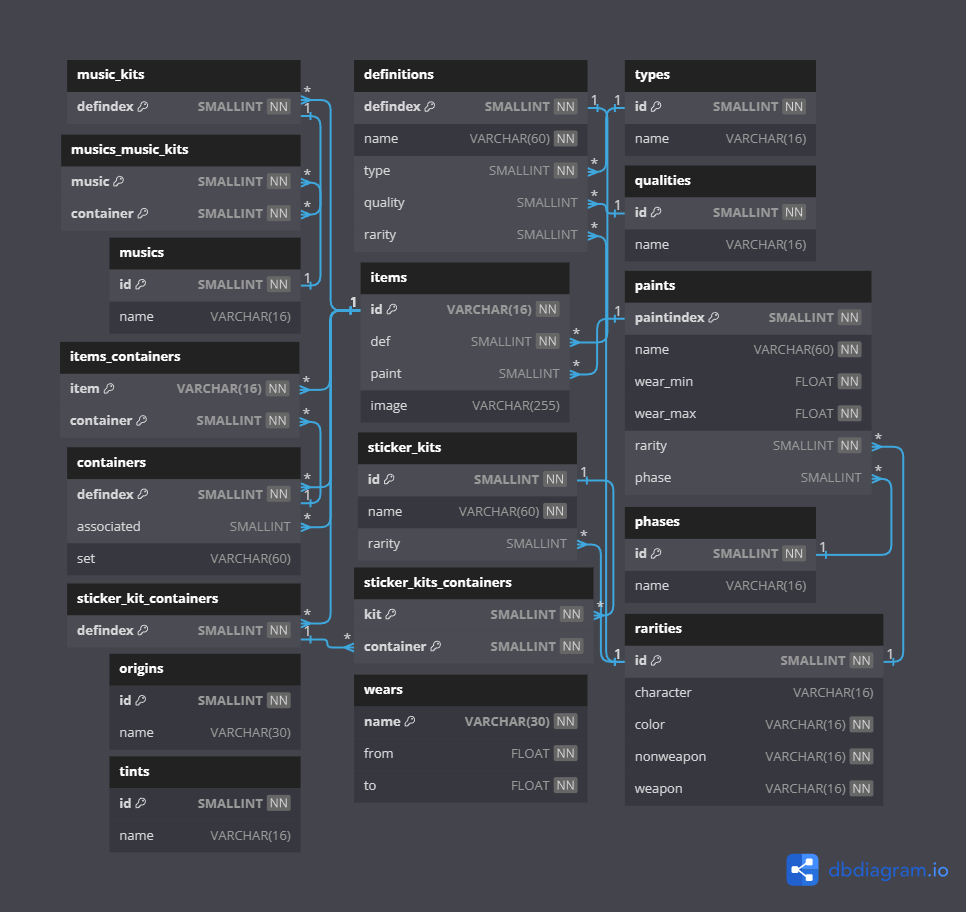 music_kits
defindex SMALLINT NN
musics_music_kits
music SMALLINT NN
container SMALLINT NN
musics
id SMALLINT NN
name VARCHAR(16)
items_containers
item VARCHAR(16) NN
container SMALLINT NN
containers
defindex SMALLINT NN
associated SMALLINT
set VARCHAR(60)
sticker_kit_containers
defindex SMALLINT NN
origins
id SMALLINT NN
name VARCHAR(30)
tints
id SMALLINT NN
name VARCHAR(16)
* 1
* *
1
*
*
* 1
*
* 1
definitions
defindex SMALLINT NN
name VARCHAR(60) NN
type SMALLINT NN
quality SMALLINT
rarity SMALLINT
1
*
*
*
items
1
id VARCHAR(16) NN
def SMALLINT NN
paint SMALLINT
image VARCHAR(255)
*
*
sticker_kits
id SMALLINT NN
name VARCHAR(60) NN
rarity SMALLINT
1
*
sticker_kits_containers
kit SMALLINT NN
container SMALLINT NN
*
*
wears
name VARCHAR(30) NN
from FLOAT NN
to FLOAT NN
types
1
id SMALLINT NN
name VARCHAR(16)
qualities
1
id SMALLINT NN
name VARCHAR(16)
paints
1
paintindex SMALLINT NN
name VARCHAR(60) NN
wear_min FLOAT NN
wear_max FLOAT NN
rarity SMALLINT NN
phase SMALLINT
*
*
phases
id SMALLINT NN
name VARCHAR(16)
1
rarities
1
id SMALLINT NN
character VARCHAR(16)
color VARCHAR(16) NN
nonweapon VARCHAR(16) NN
weapon VARCHAR(16) NN
1
dbdiagram.io